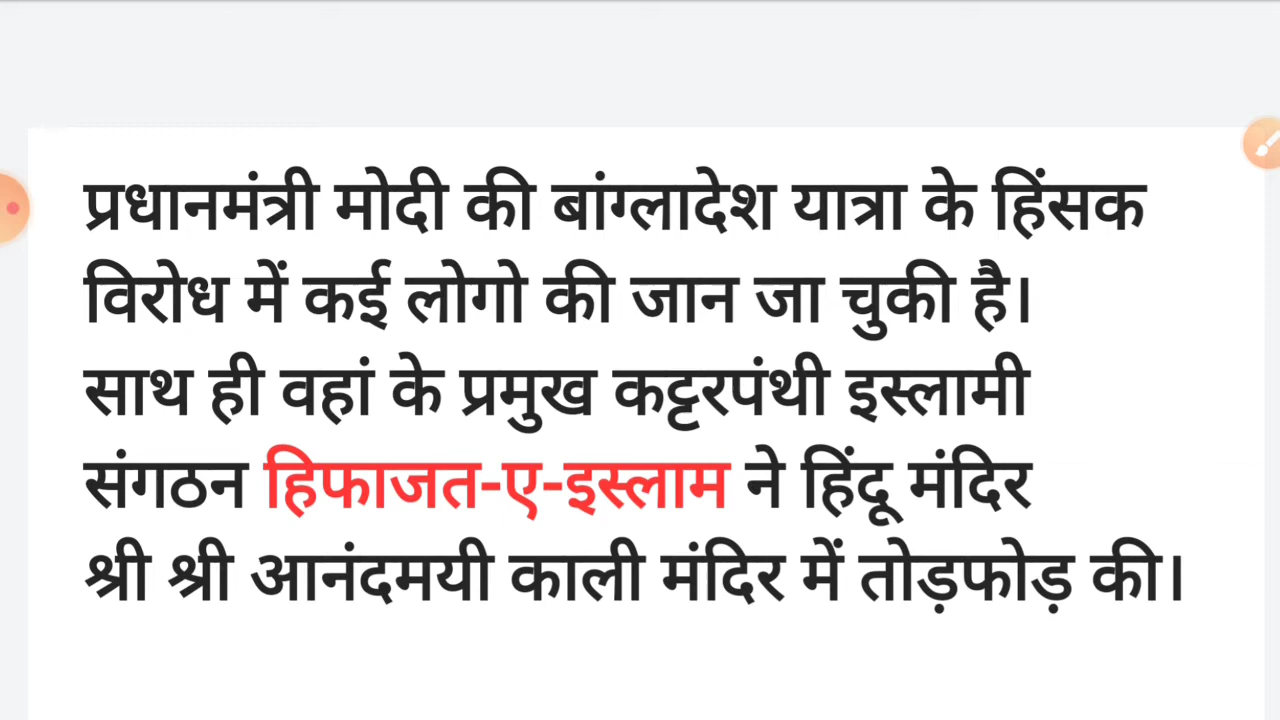 प्रधानमंत्री मोदी की बांग्लादेश यात्रा के हिंसक
विरोध में कई लोगो की जान जा चुकी है।
साथ ही वहां के प्रमुख कट्टरपंथी इस्लामी
संगठन हिफाजत-ए-इस्लाम ने हिंदू मंदिर
श्री श्री आनंदमयी काली मंदिर में तोड़फोड़ की।